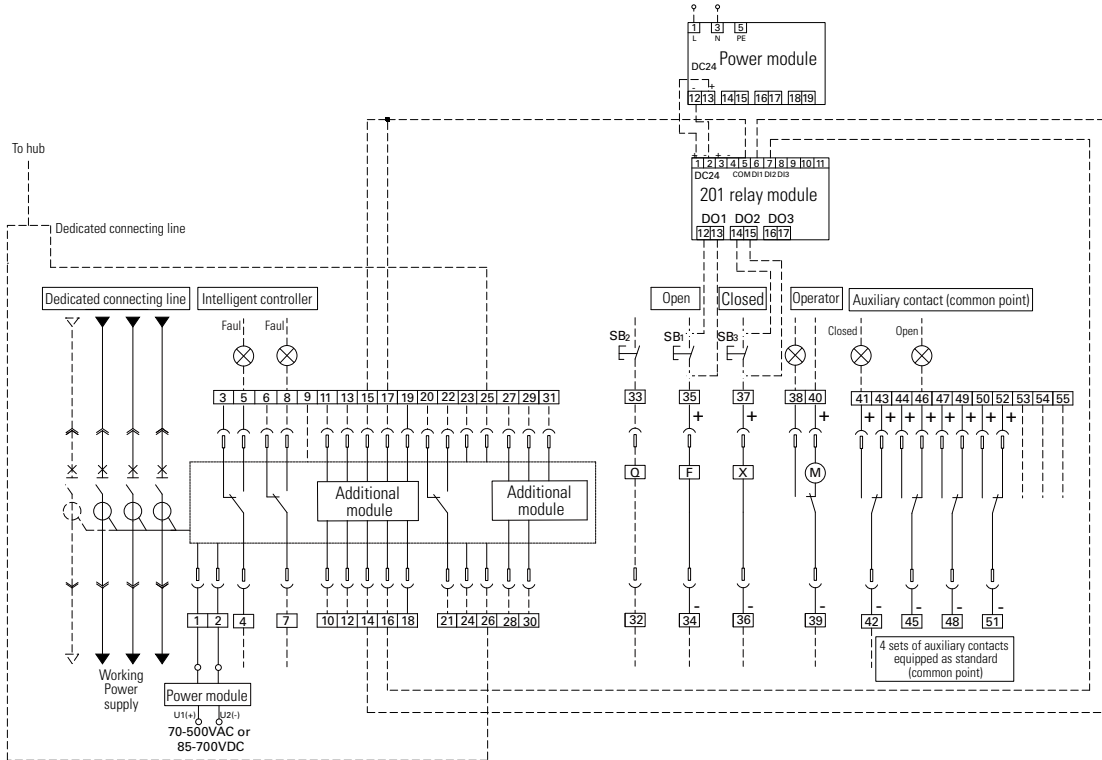 1 3 5
L N PE
Power module
DC24
- +
12 13 14 15 16 17 18 19
To hub
Dedicated connecting line
+ - + -
1 2 3 4 5 6 7 8 9 10 11
DC24 COM DI1 DI2 DI3
201 relay module
DO1 DO2 DO3
12 13 14 15 16 17
Dedicated connecting line
Intelligent controller
Open
Closed
Operator
Auxiliary contact (common point)
Faul Faul
Closed Open
SB2 SB1 SB3
3 5 6 8 9 11 13 15 17 19 20 22 23 25 27 29 31
33 35 37 38 40 41 43 44 46 47 49 50 52 53 54 55
+ + + + + + +
Q F X M
Additional
module
Additional
module
- - - - - - -
1 2 4 7 10 12 14 16 18 21 24 26 28 30
32 34 36 39 42 45 48 51
4 sets of auxiliary contacts
equipped as standard
(common point)
Working
Power
supply
Power module
U1(+) U2(-)
70-500VAC or
85-700VDC